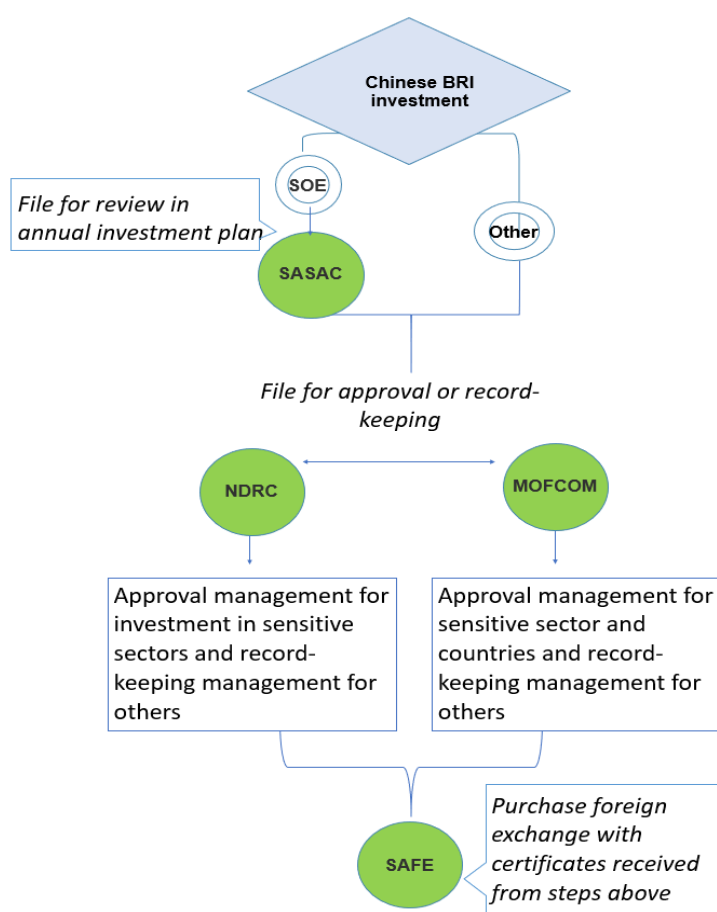 Chinese BRI
investment
SOE
File for review in
annual investment plan
Other
SASAC
File for approval or record-
keeping
NDRC
MOFCOM
Approval management for
investment in sensitive
sectors and record-
keeping management for
others
Approval management for
sensitive sector and
countries and record-
keeping management for
others
SAFE
Purchase foreign
exchange with
certificates received
from steps above